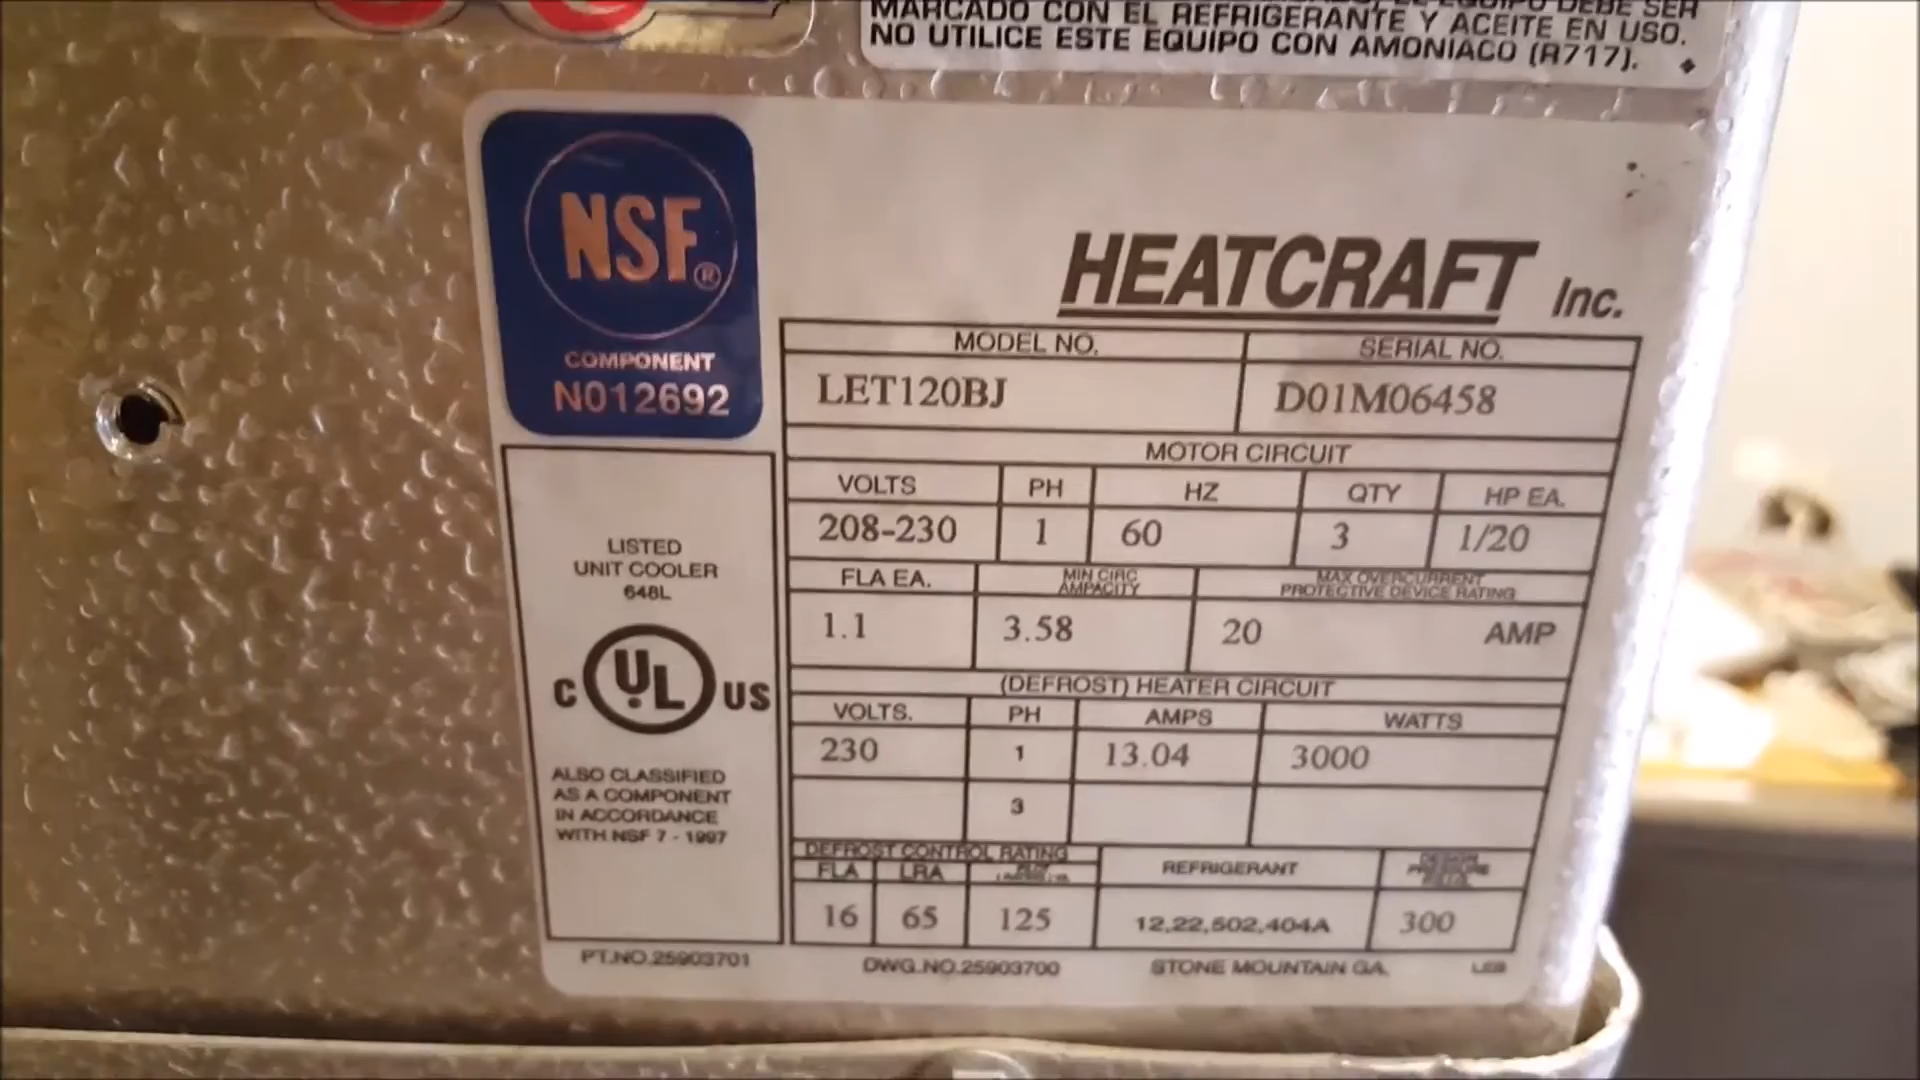 MARCADO CON EL REFRIGERANTE Y ACEITE EN USO.
NO UTILICE ESTE EQUIPO CON AMONIACO (R717).
NSF®
COMPONENT
N012692
HEATCRAFT Inc.
MODEL NO. SERIAL NO.
LET120BJ D01M06458
MOTOR CIRCUIT
VOLTS PH HZ QTY HP EA.
208-230 1 60 3 1/20
FLA EA. MIN CIRC AMPACITY MAX OVERCURRENT PROTECTIVE DEVICE RATING
1.1 3.58 20 AMP
(DEFROST) HEATER CIRCUIT
VOLTS. PH AMPS WATTS
230 1 13.04 3000
3
DEFROST CONTROL RATING REFRIGERANT DESIGN PRESSURE
FLA LRA
16 65 125 12,22,502,404A 300
LISTED
UNIT COOLER
648L
C UL US
ALSO CLASSIFIED
AS A COMPONENT
IN ACCORDANCE
WITH NSF 7 - 1997
PT.NO.25903701 DWG.NO.25903700 STONE MOUNTAIN GA.